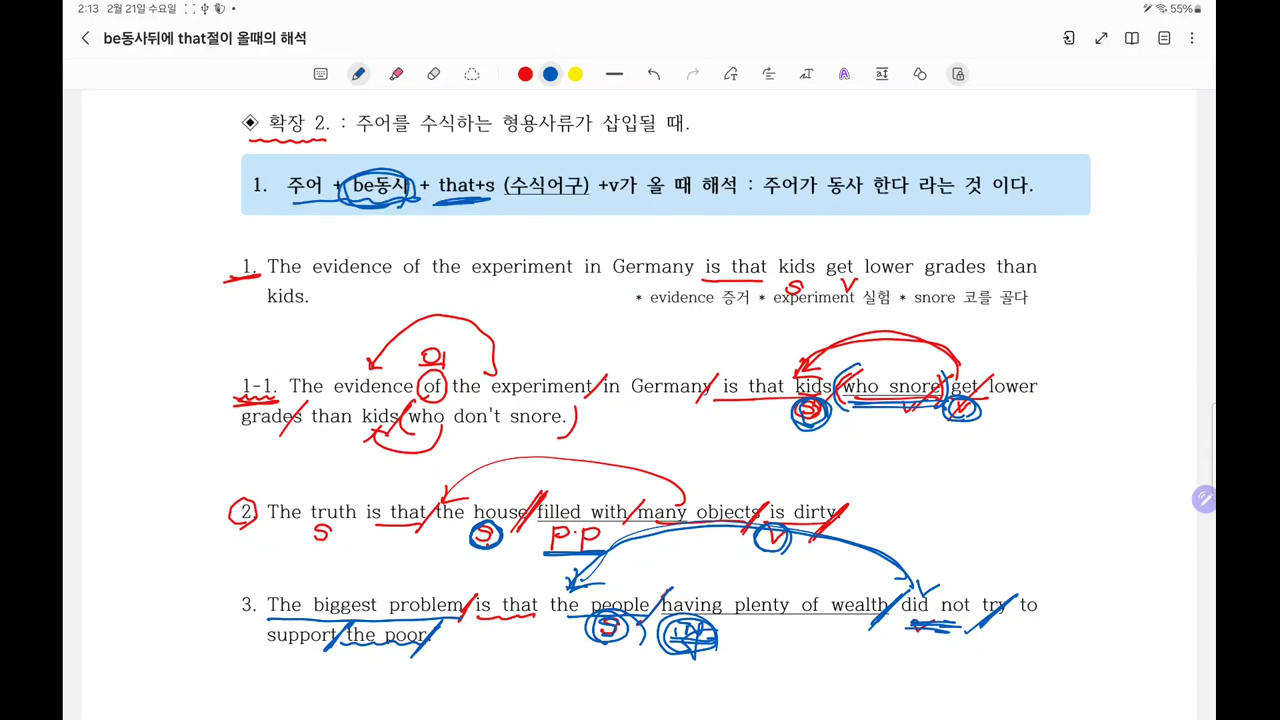 2:13 2월 21일 수요일 55%
be동사뒤에 that절이 올때의 해석
◈ 확장 2. : 주어를 수식하는 형용사류가 삽입될 때.
1. 주어 + be동사 + that+s (수식어구) +v가 올 때 해석 : 주어가 동사 한다 라는 것 이다.
1. The evidence of the experiment in Germany is that kids get lower grades than
S V
kids. * evidence 증거 * experiment 실험 * snore 코를 골다
의
1-1. The evidence of the experiment in Germany is that kids who snore get lower
S V V
grades than kids who don't snore.
2. The truth is that the house filled with many objects is dirty.
S S p.p V
V
3. The biggest problem is that the people having plenty of wealth did not try to
support the poor. S